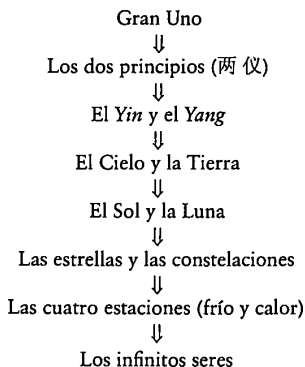 Gran Uno
⇓
Los dos principios (两 仪)
⇓
El Yin y el Yang
⇓
El Cielo y la Tierra
⇓
El Sol y la Luna
⇓
Las estrellas y las constelaciones
⇓
Las cuatro estaciones (frío y calor)
⇓
Los infinitos seres